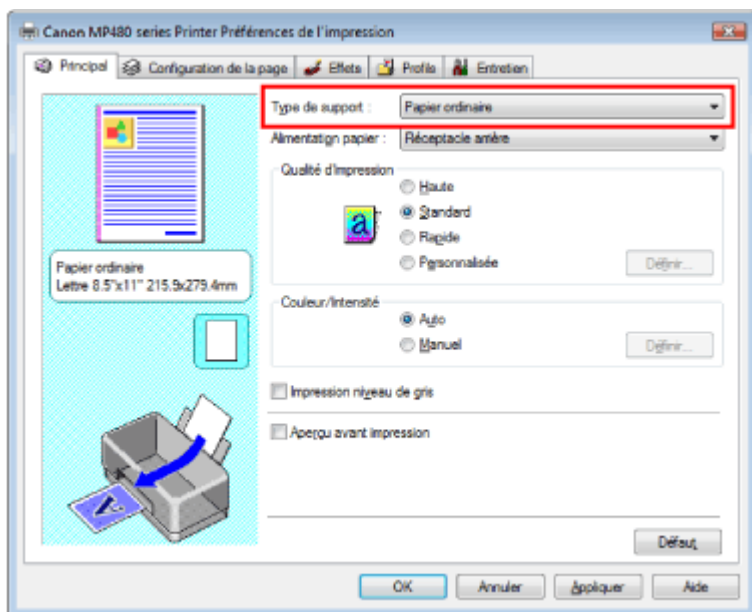 Canon MP480 series Printer Préférences de l'impression
Principal Configuration de la page Effets Profils Entretien
Type de support : Papier ordinaire
Alimentation papier : Réceptacle arrière
Qualité d'impression
Haute
Standard
Rapide
Personnalisée Définir...
Papier ordinaire
Lettre 8.5"x11" 215.9x279.4mm
Couleur/Intensité
Auto
Manuel Définir...
Impression niveau de gris
Aperçu avant impression
Défaut
OK Annuler Appliquer Aide